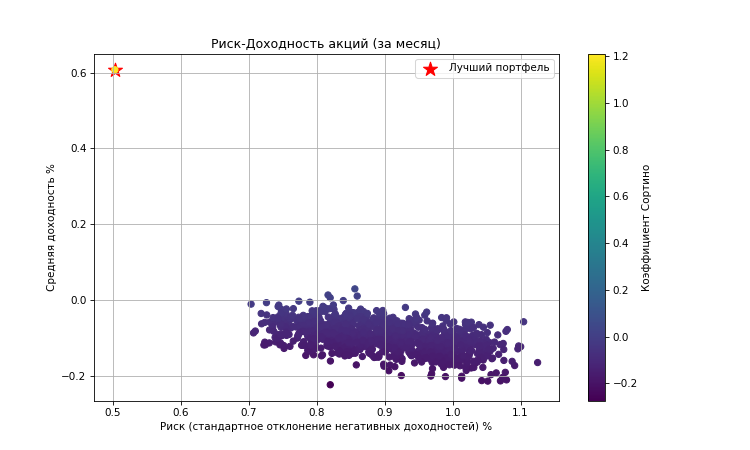 Риск-Доходность акций (за месяц)
Лучший портфель
Средняя доходность %
0.6
0.4
0.2
0.0
−0.2
0.5 0.6 0.7 0.8 0.9 1.0 1.1
Риск (стандартное отклонение негативных доходностей) %
1.2
1.0
0.8
0.6
0.4
0.2
0.0
−0.2
Коэффициент Сортино